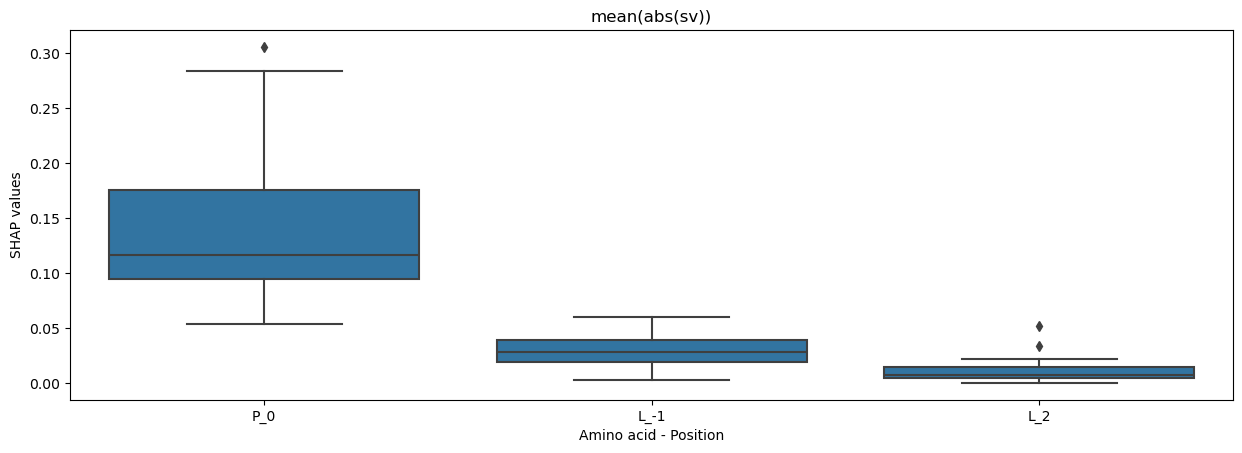 mean(abs(sv))
0.30
0.25
0.20
0.15
0.10
0.05
0.00
SHAP values
P_0
L_-1
L_2
Amino acid - Position